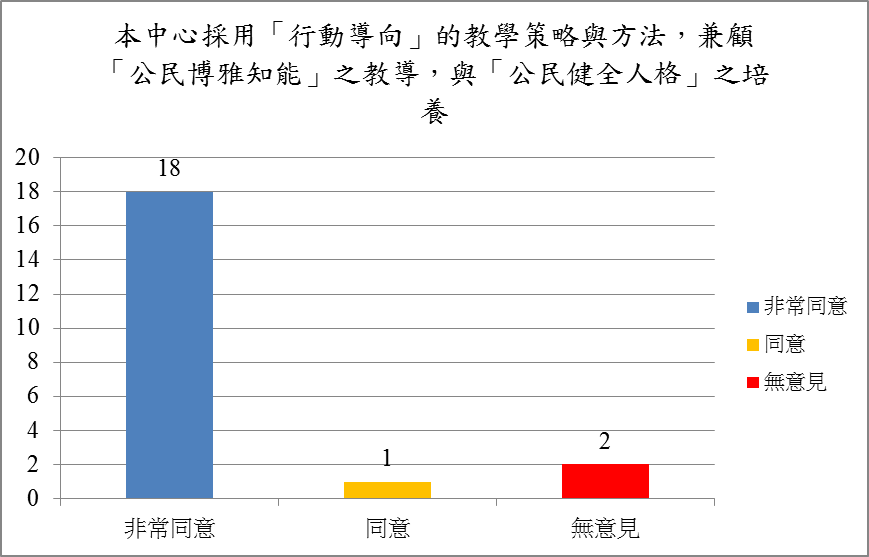 本中心採用「行動導向」的教學策略與方法，兼顧
「公民博雅知能」之教導，與「公民健全人格」之培
養
20
18
16
14
12
10
8
6
4
2
0
18
1
2
非常同意
同意
無意見
非常同意
同意
無意見